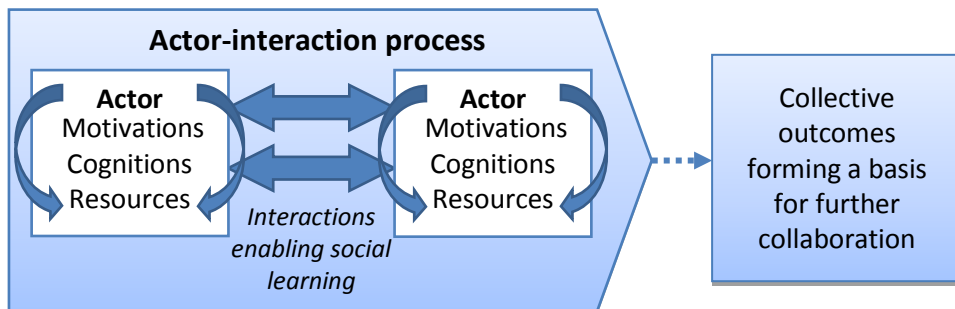 Actor-interaction process
Actor
Motivations
Cognitions
Resources
Actor
Motivations
Cognitions
Resources
Interactions
enabling social
learning
Collective
outcomes
forming a basis
for further
collaboration